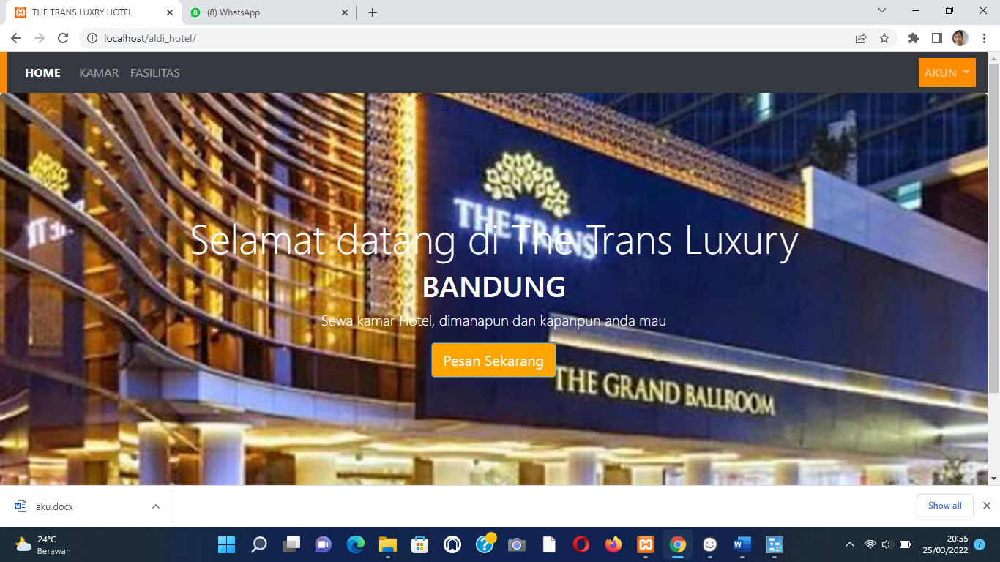 THE TRANS LUXRY HOTEL
(8) WhatsApp
localhost/aldi_hotel/
HOME
KAMAR
FASILITAS
AKUN
THE TRANS
Selamat datang di The Trans Luxury
BANDUNG
Sewa kamar Hotel, dimanapun dan kapanpun anda mau
Pesan Sekarang
THE GRAND BALLROOM
aku.docx
Show all
24°C
Berawan
20:55
25/03/2022
7